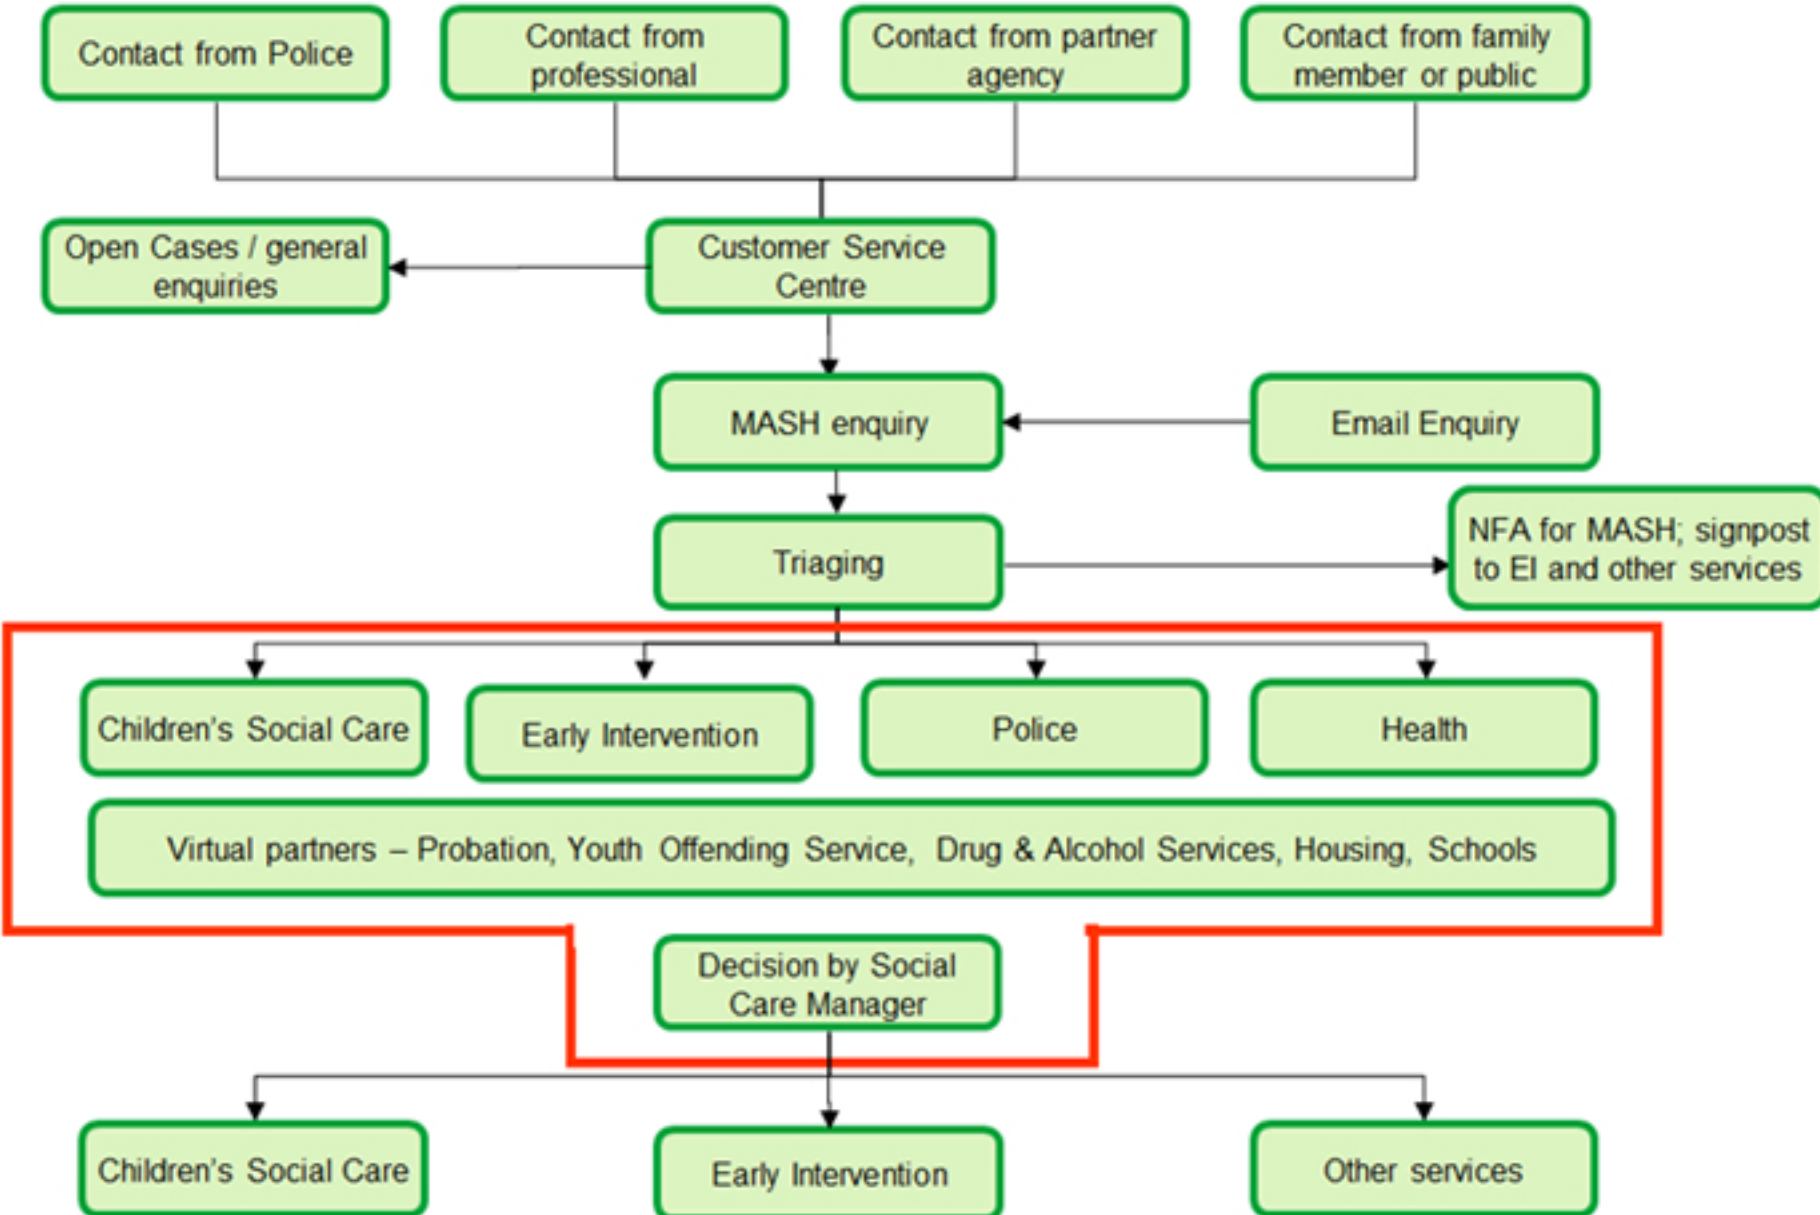 Contact from Police
Contact from
professional
Contact from partner
agency
Contact from family
member or public
Open Cases / general
enquiries
Customer Service
Centre
MASH enquiry
Email Enquiry
Triaging
NFA for MASH; signpost
to EI and other services
Children's Social Care
Early Intervention
Police
Health
Virtual partners – Probation, Youth Offending Service, Drug & Alcohol Services, Housing, Schools
Decision by Social
Care Manager
Children's Social Care
Early Intervention
Other services